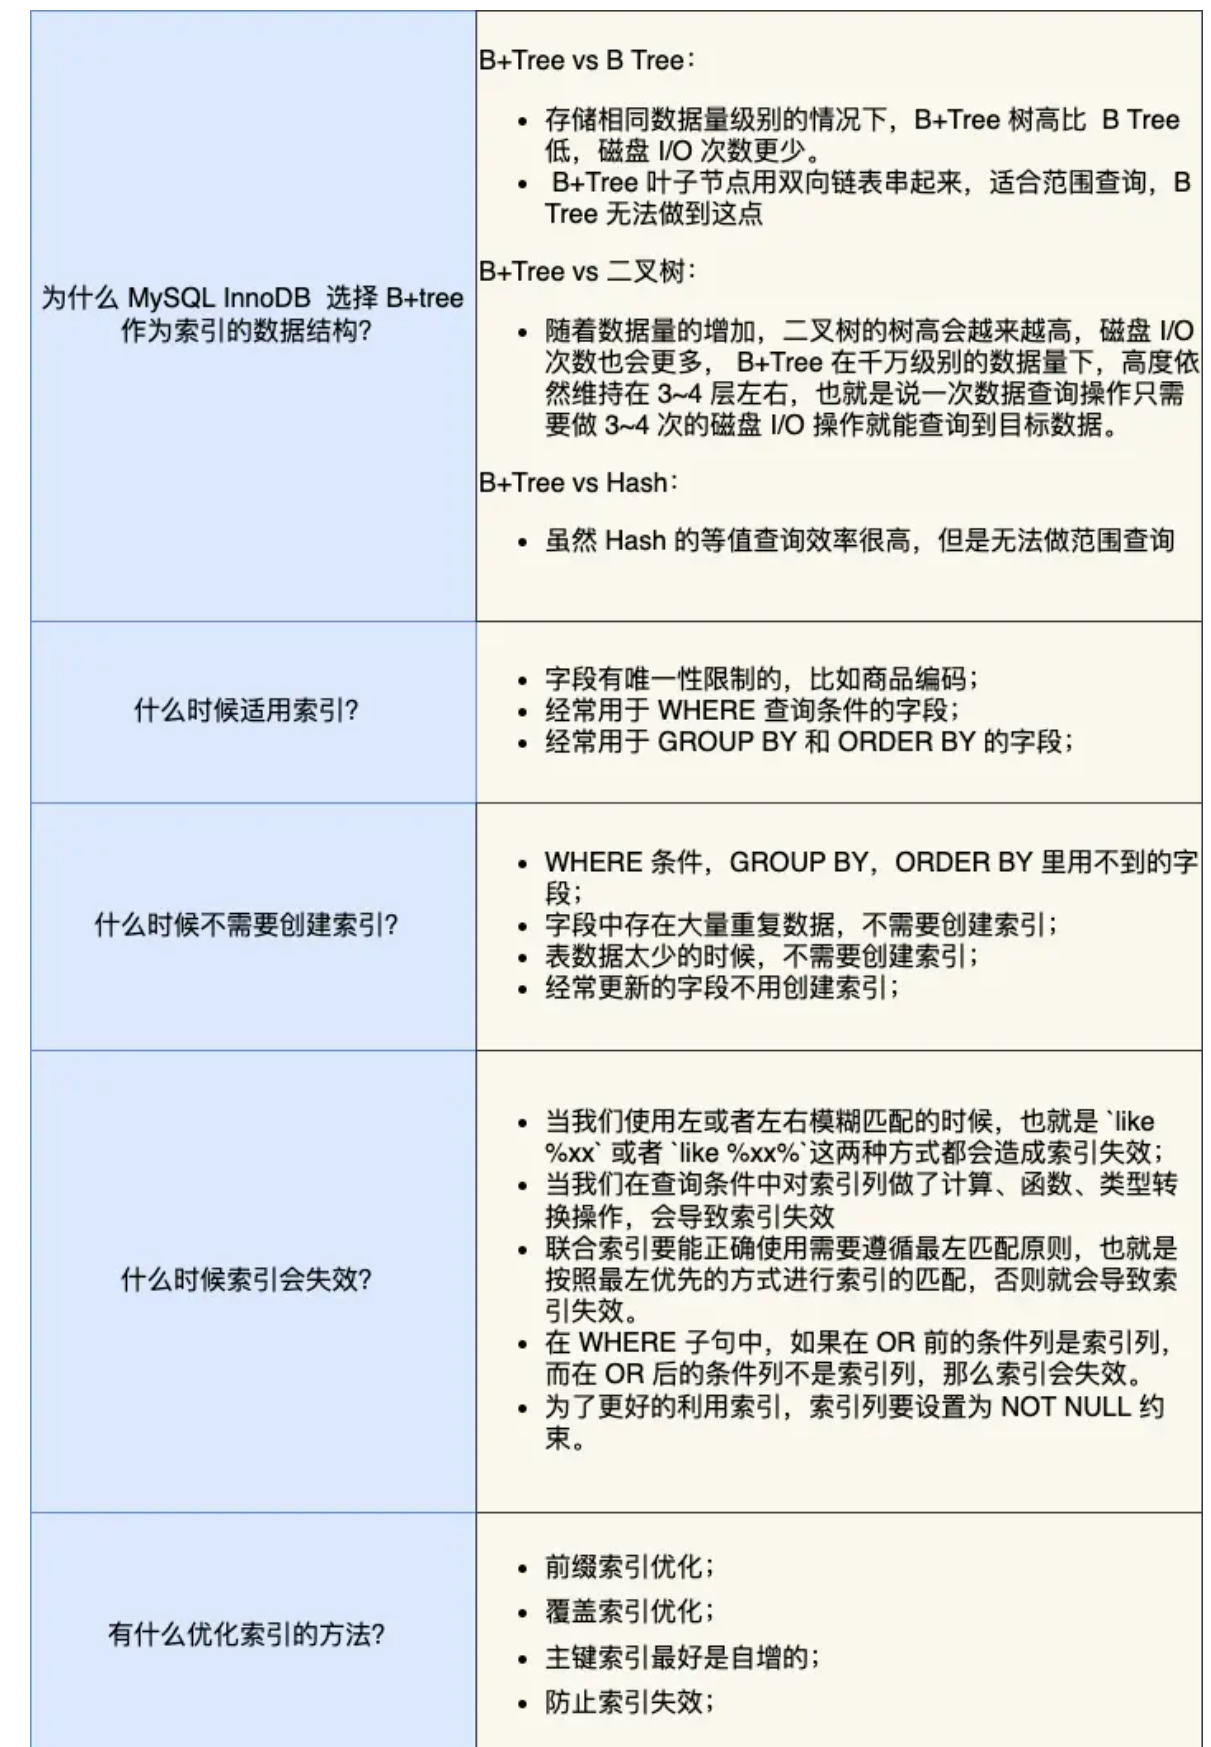 为什么 MySQL InnoDB 选择 B+tree
作为索引的数据结构?
B+Tree vs B Tree：
• 存储相同数据量级别的情况下，B+Tree 树高比 B Tree
低，磁盘 I/O 次数更少。
• B+Tree 叶子节点用双向链表串起来，适合范围查询，B
Tree 无法做到这点
B+Tree vs 二叉树：
• 随着数据量的增加，二叉树的树高会越来越高，磁盘 I/O
次数也会更多， B+Tree 在千万级别的数据量下，高度依
然维持在 3~4 层左右，也就是说一次数据查询操作只需
要做 3~4 次的磁盘 I/O 操作就能查询到目标数据。
B+Tree vs Hash：
• 虽然 Hash 的等值查询效率很高，但是无法做范围查询
什么时候适用索引?
• 字段有唯一性限制的，比如商品编码；
• 经常用于 WHERE 查询条件的字段；
• 经常用于 GROUP BY 和 ORDER BY 的字段；
什么时候不需要创建索引?
• WHERE 条件，GROUP BY，ORDER BY 里用不到的字
段；
• 字段中存在大量重复数据，不需要创建索引；
• 表数据太少的时候，不需要创建索引；
• 经常更新的字段不用创建索引；
什么时候索引会失效?
• 当我们使用左或者左右模糊匹配的时候，也就是 `like
%xx` 或者 `like %xx%`这两种方式都会造成索引失效；
• 当我们在查询条件中对索引列做了计算、函数、类型转
换操作，会导致索引失效
• 联合索引要能正确使用需要遵循最左匹配原则，也就是
按照最左优先的方式进行索引的匹配，否则就会导致索
引失效。
• 在 WHERE 子句中，如果在 OR 前的条件列是索引列，
而在 OR 后的条件列不是索引列，那么索引会失效。
• 为了更好的利用索引，索引列要设置为 NOT NULL 约
束。
有什么优化索引的方法?
• 前缀索引优化；
• 覆盖索引优化；
• 主键索引最好是自增的；
• 防止索引失效；